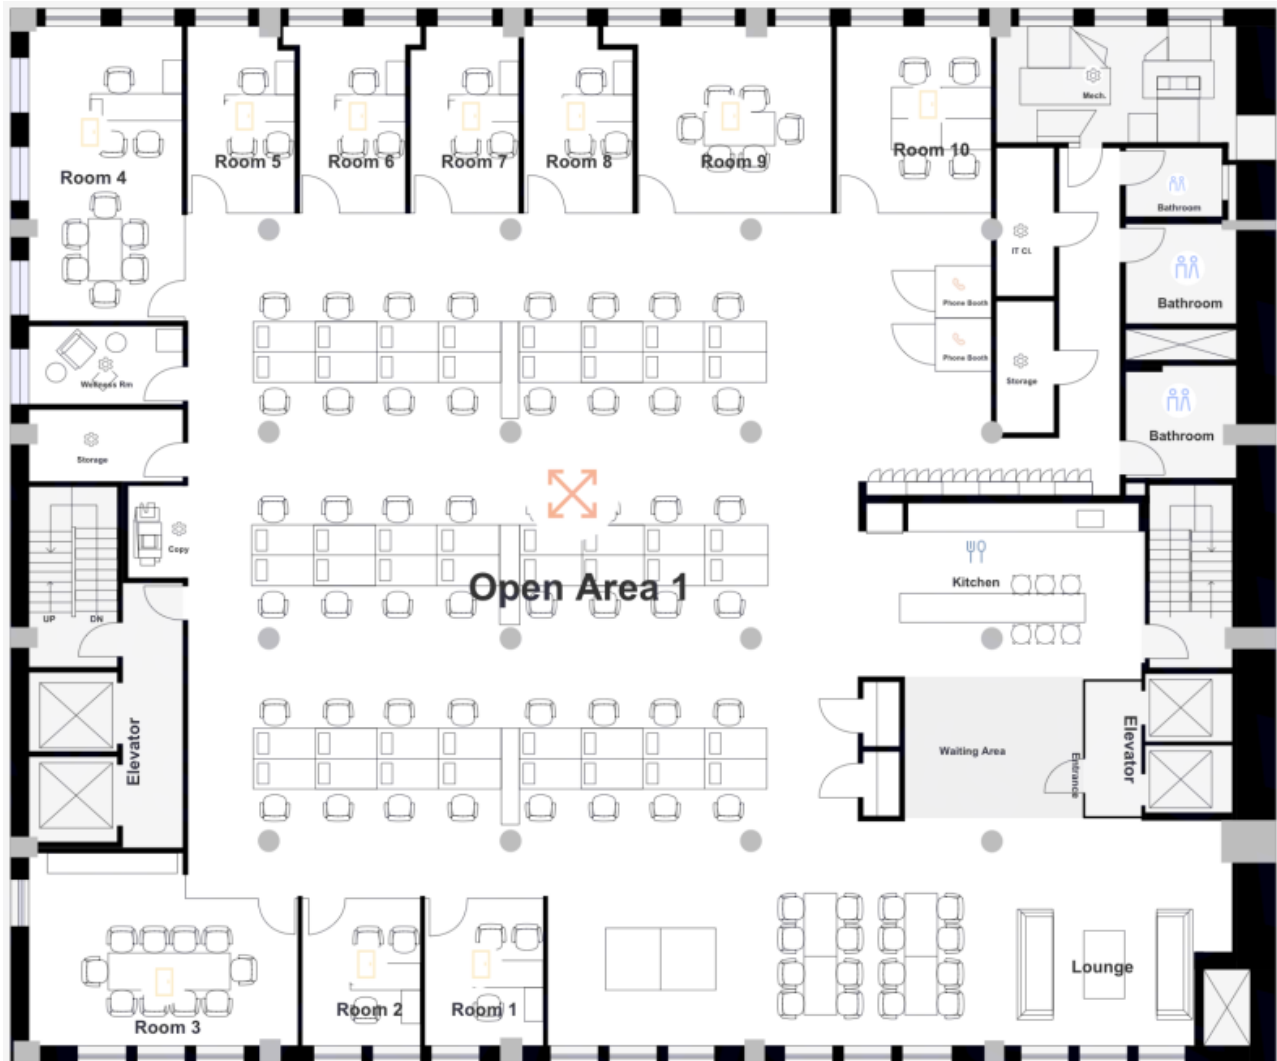 Mech.
Room 10
Room 5
Room 6
Room 7
Room 8
Room 9
Room 4
Bathroom
IT Cl.
Bathroom
Phone Booth
Phone Booth
Wellness Rm
Storage
Storage
Bathroom
Copy
Open Area 1
Kitchen
UP
DN
Elevator
Waiting Area
Entrance
Elevator
Lounge
Room 3
Room 2
Room 1